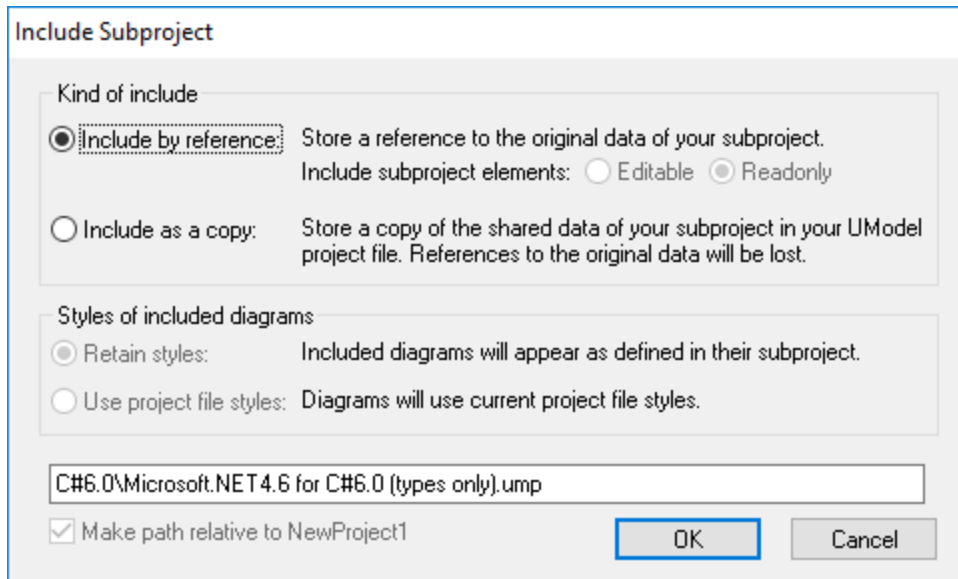 Include Subproject
Kind of include
Include by reference: Store a reference to the original data of your subproject.
Include subproject elements: Editable Readonly
Include as a copy: Store a copy of the shared data of your subproject in your UModel
project file. References to the original data will be lost.
Styles of included diagrams
Retain styles: Included diagrams will appear as defined in their subproject.
Use project file styles: Diagrams will use current project file styles.
C#6.0\Microsoft.NET4.6 for C#6.0 (types only).ump
Make path relative to NewProject1 OK Cancel